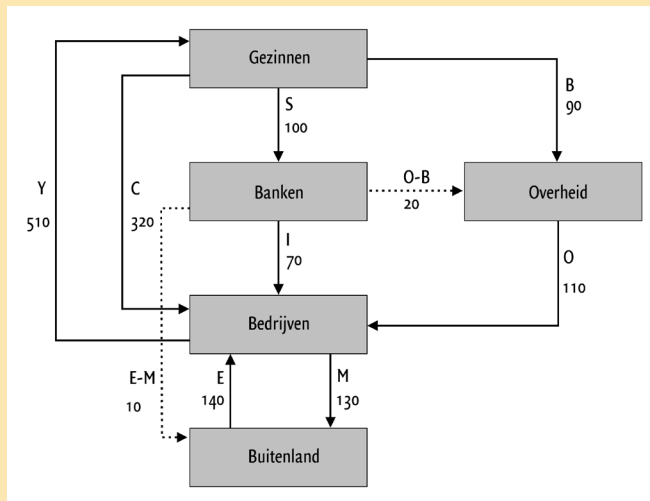 Gezinnen
B
90
S
100
Y
510
C
320
Banken
O-B
20
Overheid
I
70
O
110
Bedrijven
E-M
10
E
140
M
130
Buitenland